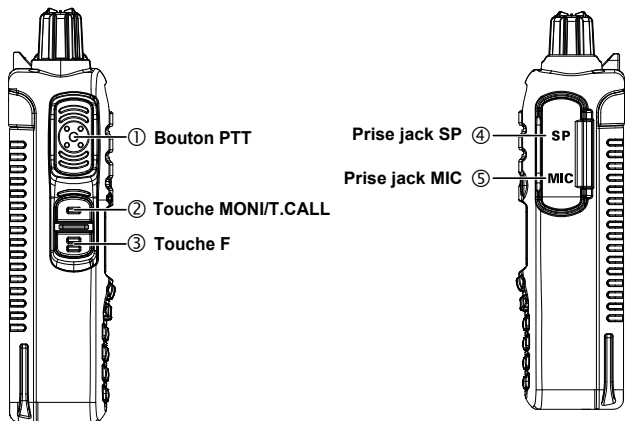 ① Bouton PTT
② Touche MONI/T.CALL
③ Touche F
Prise jack SP ④
SP
Prise jack MIC ⑤
MIC